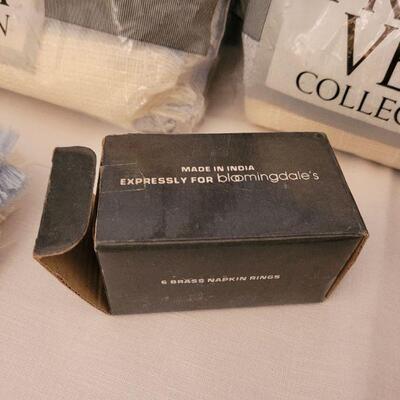 N
VE
COLLEC
MADE IN INDIA
EXPRESSLY FOR bloomingdale's
6 BRASS NAPKIN RINGS